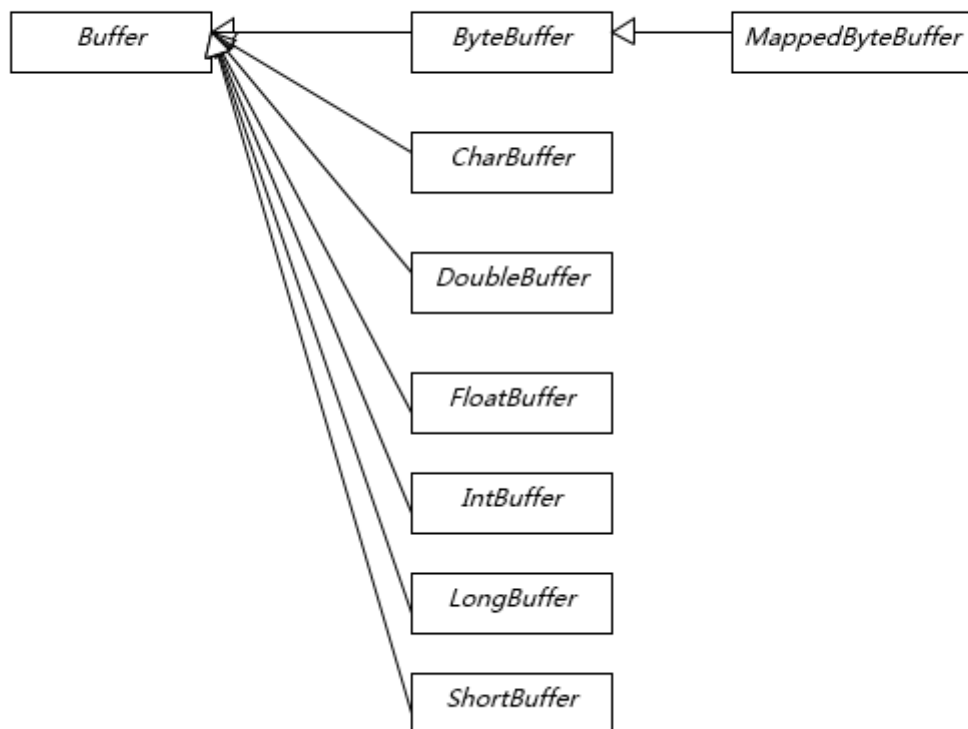 Buffer
ByteBuffer
MappedByteBuffer
CharBuffer
DoubleBuffer
FloatBuffer
IntBuffer
LongBuffer
ShortBuffer